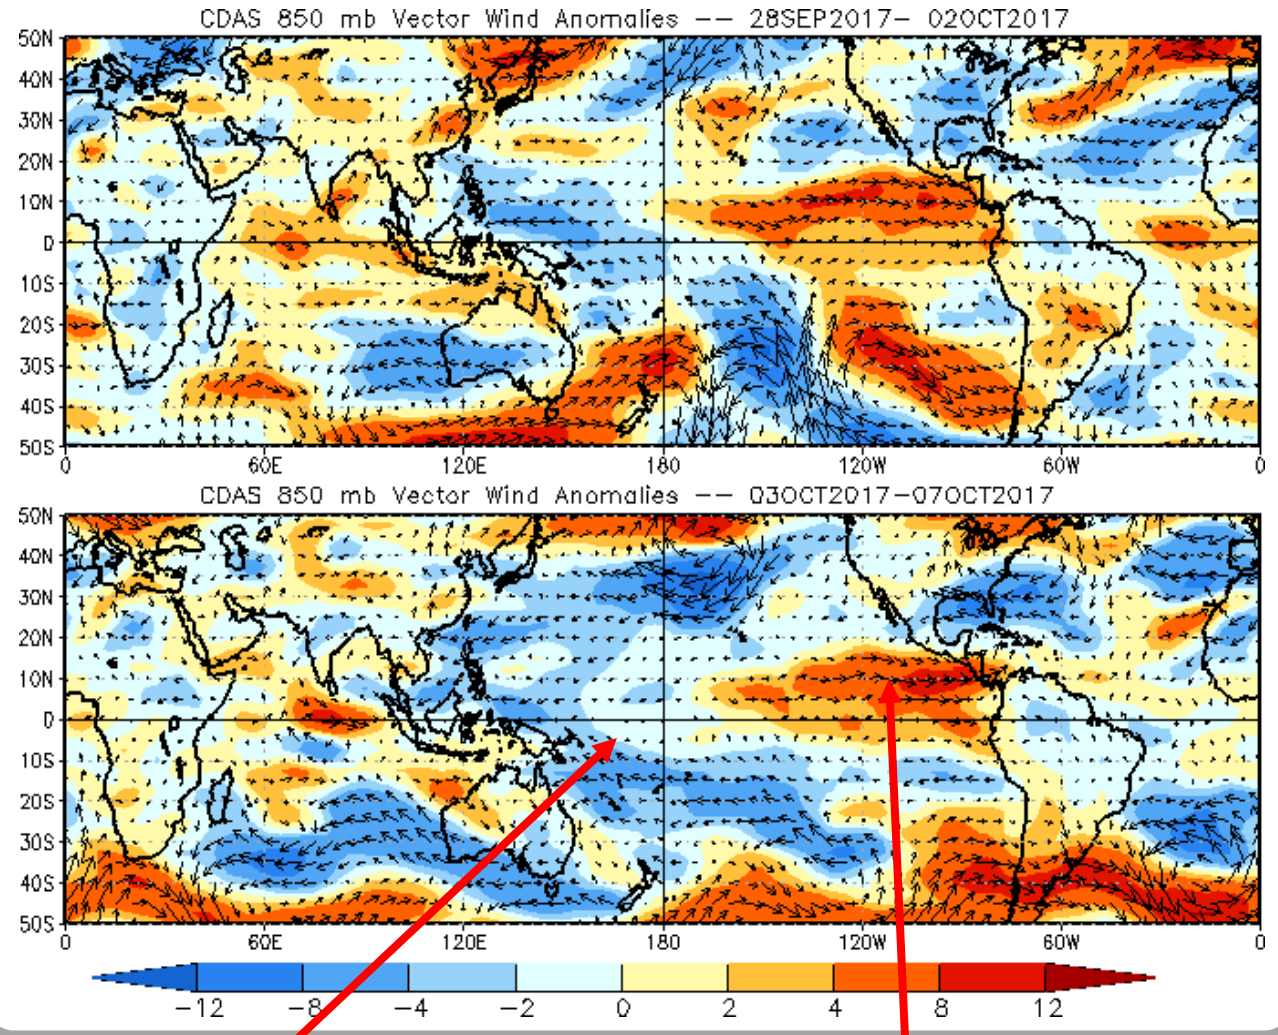 CDAS 850 mb Vector Wind Anomalies -- 28SEP2017- 02OCT2017
50N
40N
30N
20N
10N
0
10S
20S
30S
40S
50S
0 60E 120E 180 120W 60W 0
CDAS 850 mb Vector Wind Anomalies -- 03OCT2017-07OCT2017
50N
40N
30N
20N
10N
0
10S
20S
30S
40S
50S
0 60E 120E 180 120W 60W 0
-12 -8 -4 -2 0 2 4 8 12